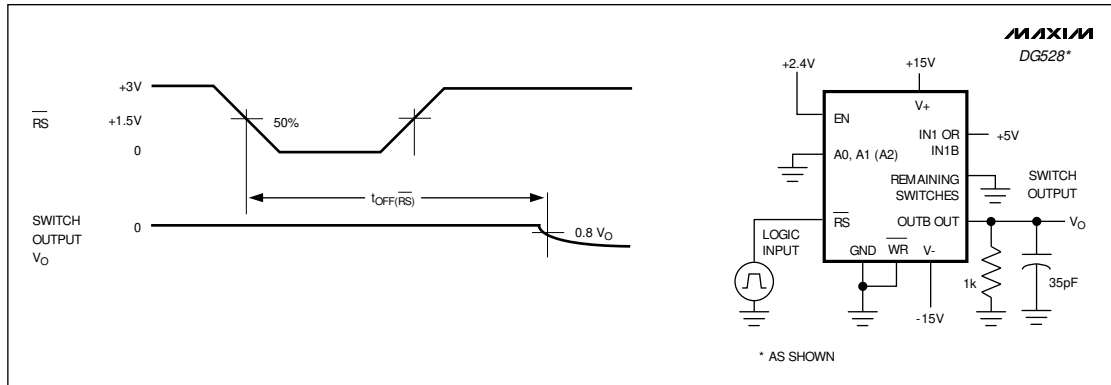 MAXIM
DG528*
+3V
RS
+1.5V
50%
0
tOFF(RS)
SWITCH
OUTPUT
VO
0
0.8 VO
+2.4V
+15V
V+
EN
IN1 OR
IN1B
+5V
A0, A1 (A2)
REMAINING
SWITCHES
SWITCH
OUTPUT
RS
OUTB OUT
VO
LOGIC
INPUT
GND
WR
V-
1k
35pF
-15V
* AS SHOWN